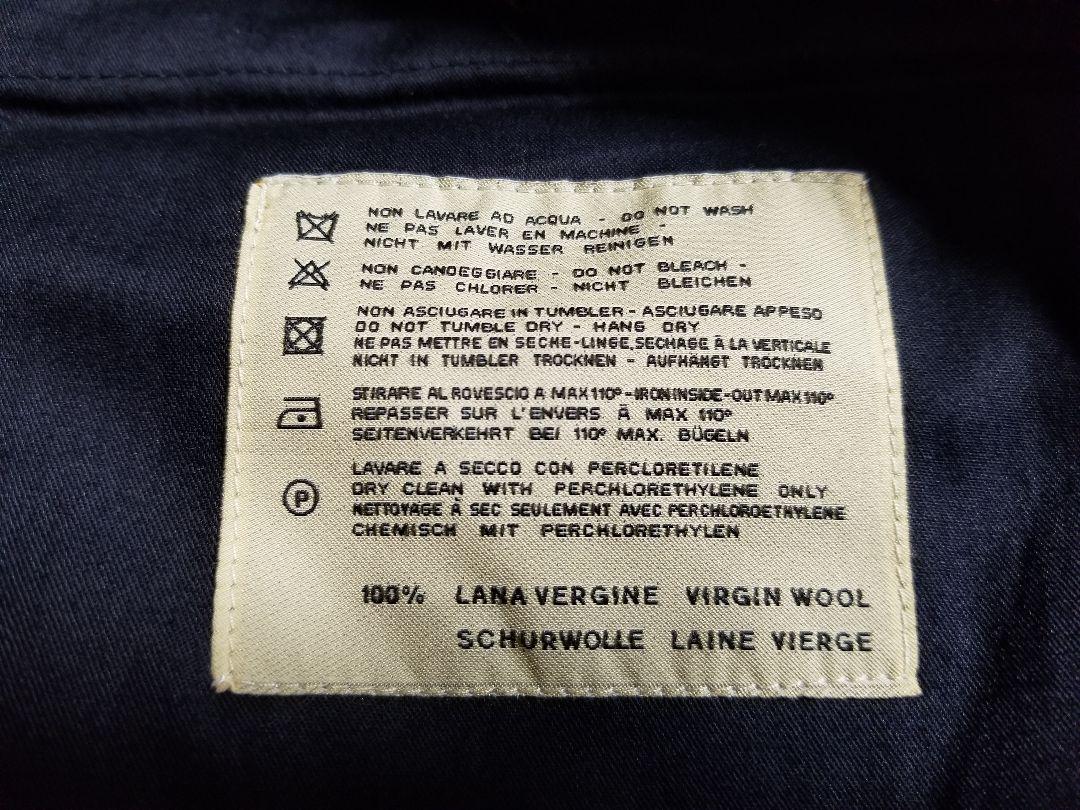 NON LAVARE AD ACQUA - DO NOT WASH
NE PAS LAVER EN MACHINE -
NICHT MIT WASSER REINIGEN
NON CANDEGGIARE - DO NOT BLEACH -
NE PAS CHLORER - NICHT BLEICHEN
NON ASCIUGARE IN TUMBLER - ASCIUGARE APPESO
DO NOT TUMBLE DRY - HANG DRY
NE PAS METTRE EN SECHE-LINGE.SECHAGE À LA VERTICALE
NICHT IN TUMBLER TROCKNEN - AUFHANGT TROCKNEN
STIRARE AL ROVESCIO A MAX 110° - IRON INSIDE-OUT MAX 110°
REPASSER SUR L'ENVERS À MAX 110°
SEITENVERKEHRT BEI 110° MAX. BÜGELN
P
LAVARE A SECCO CON PERCLORETILENE
DRY CLEAN WITH PERCHLORETHYLENE ONLY
NETTOYAGE À SEC SEULEMENT AVEC PERCHLOROETHYLENE
CHEMISCH MIT PERCHLORETHYLEN
100% LANA VERGINE VIRGIN WOOL
SCHURWOLLE LAINE VIERGE